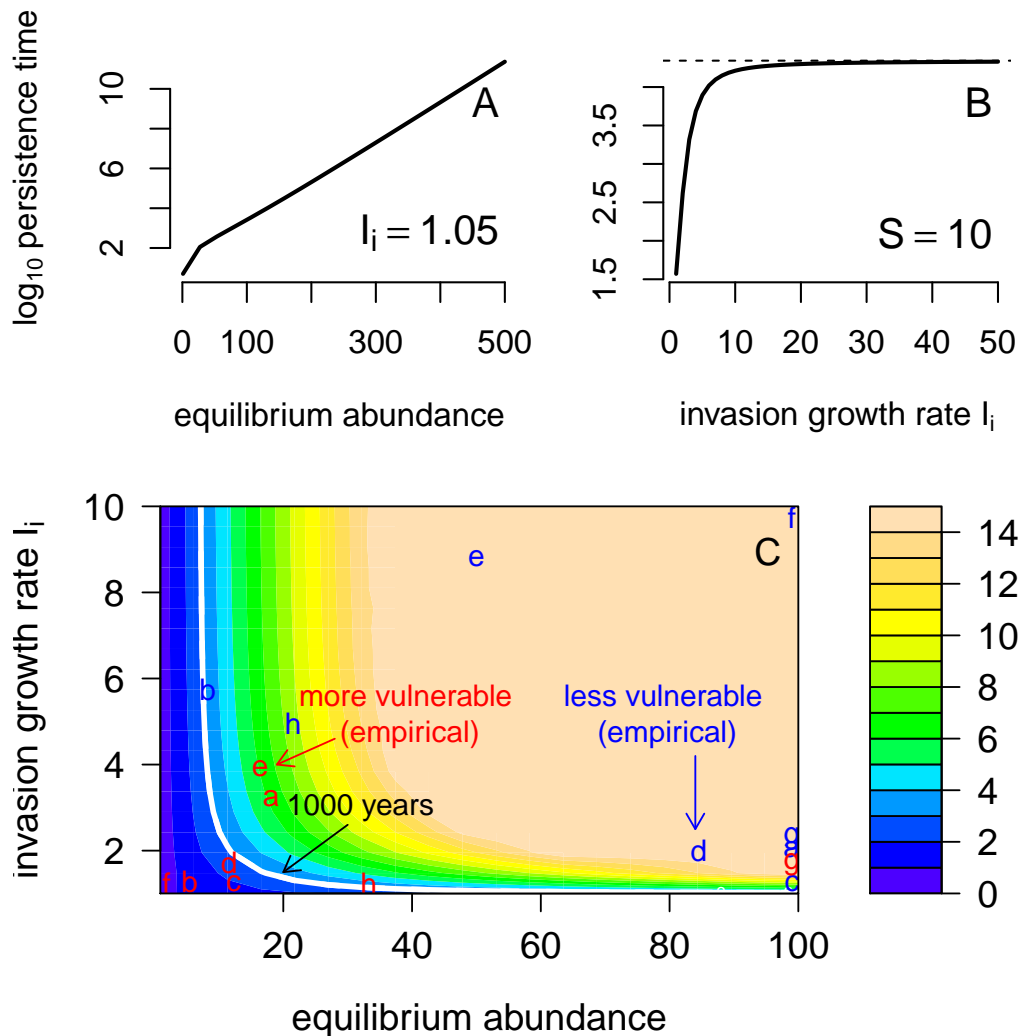 log₁₀ persistence time
2
6
10
A
Iᵢ = 1.05
0
100
300
500
equilibrium abundance
1.5
2.5
3.5
B
S = 10
0
10
20
30
40
50
invasion growth rate Iᵢ
invasion growth rate Iᵢ
10
8
6
4
2
f
e
C
b
h
more vulnerable
(empirical)
less vulnerable
(empirical)
e
a
1000 years
d
d
f
b
c
h
g
g
20
40
60
80
100
equilibrium abundance
14
12
10
8
6
4
2
0